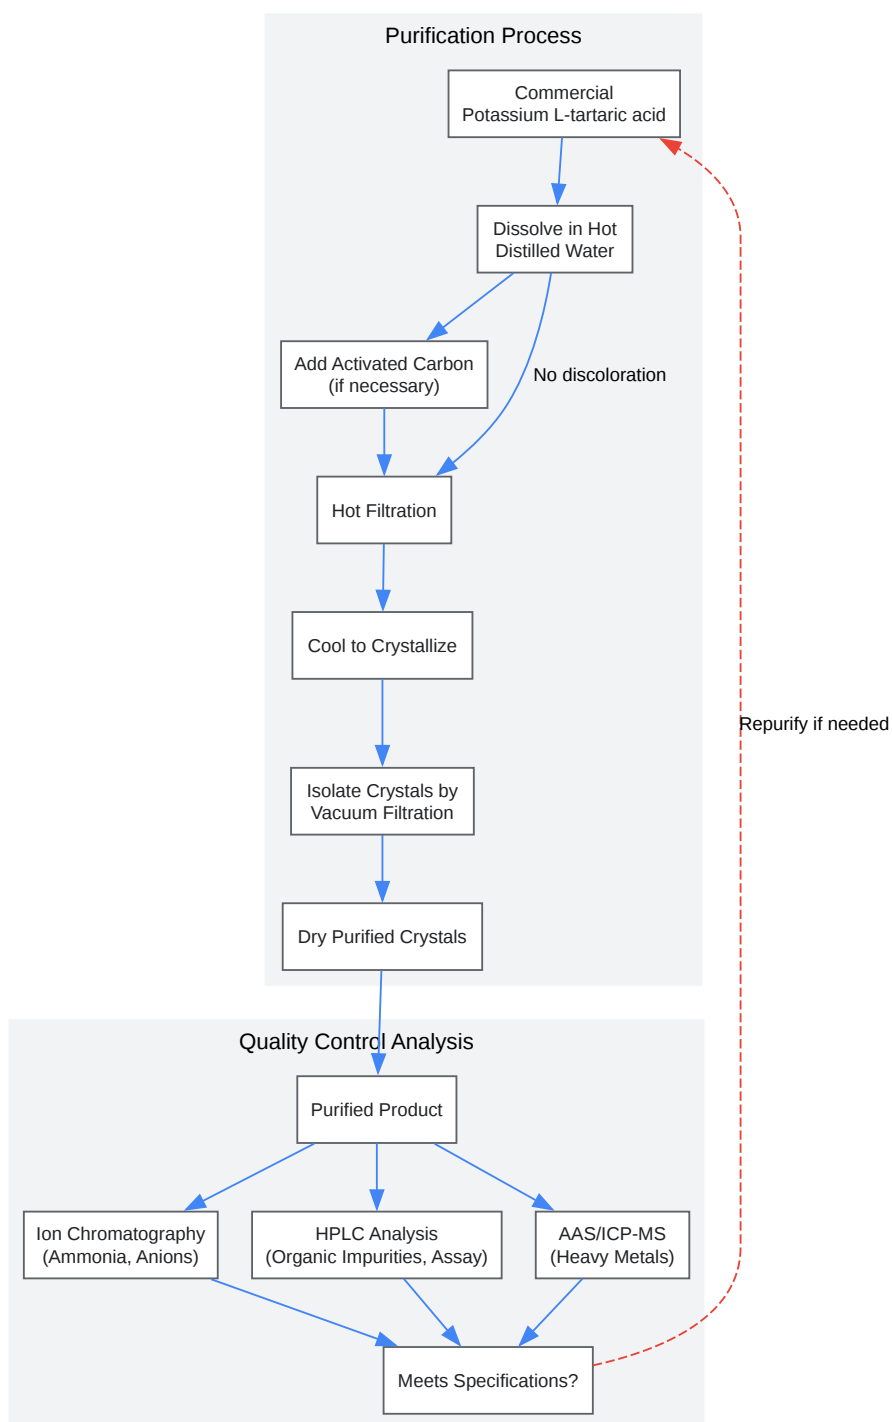 Purification Process
Commercial
Potassium L-tartaric acid
Dissolve in Hot
Distilled Water
Add Activated Carbon
(if necessary)
No discoloration
Hot Filtration
Cool to Crystallize
Repurify if needed
Isolate Crystals by
Vacuum Filtration
Dry Purified Crystals
Quality Control Analysis
Purified Product
Ion Chromatography
(Ammonia, Anions)
HPLC Analysis
(Organic Impurities, Assay)
AAS/ICP-MS
(Heavy Metals)
Meets Specifications?